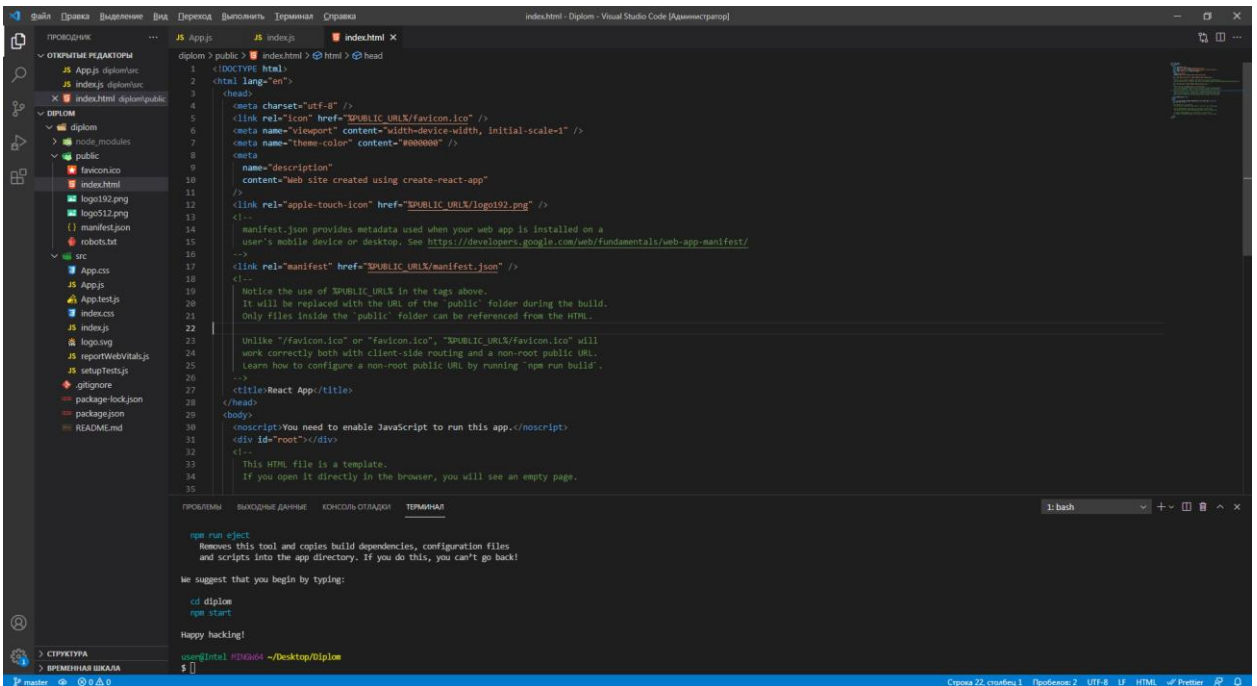 Файл Правка Выделение Вид Переход Выполнить Терминал Справка
index.html - Diplom - Visual Studio Code [Администратор]
ПРОВОДНИК
ОТКРЫТЫЕ РЕДАКТОРЫ
JS App.js diplom\src
JS index.js diplom\src
index.html diplom\public
DIPLOM
diplom
node_modules
public
favicon.ico
index.html
logo192.png
logo512.png
{ } manifest.json
robots.txt
src
App.css
JS App.js
App.test.js
index.css
JS index.js
logo.svg
JS reportWebVitals.js
JS setupTests.js
.gitignore
package-lock.json
package.json
README.md
СТРУКТУРА
ВРЕМЕННАЯ ШКАЛА
JS App.js JS index.js index.html
diplom > public > index.html > html > head
1 <!DOCTYPE html>
2 <html lang="en">
3 <head>
4 <meta charset="utf-8" />
5 <link rel="icon" href="%PUBLIC_URL%/favicon.ico" />
6 <meta name="viewport" content="width=device-width, initial-scale=1" />
7 <meta name="theme-color" content="#000000" />
8 <meta
9 name="description"
10 content="Web site created using create-react-app"
11 />
12 <link rel="apple-touch-icon" href="%PUBLIC_URL%/logo192.png" />
13 <!--
14 manifest.json provides metadata used when your web app is installed on a
15 user's mobile device or desktop. See https://developers.google.com/web/fundamentals/web-app-manifest/
16 -->
17 <link rel="manifest" href="%PUBLIC_URL%/manifest.json" />
18 <!--
19 Notice the use of %PUBLIC_URL% in the tags above.
20 It will be replaced with the URL of the `public` folder during the build.
21 Only files inside the `public` folder can be referenced from the HTML.
22
23 Unlike "/favicon.ico" or "favicon.ico", "%PUBLIC_URL%/favicon.ico" will
24 work correctly both with client-side routing and a non-root public URL.
25 Learn how to configure a non-root public URL by running `npm run build`.
26 -->
27 <title>React App</title>
28 </head>
29 <body>
30 <noscript>You need to enable JavaScript to run this app.</noscript>
31 <div id="root"></div>
32 <!--
33 This HTML file is a template.
34 If you open it directly in the browser, you will see an empty page.
35
ПРОБЛЕМЫ ВЫХОДНЫЕ ДАННЫЕ КОНСОЛЬ ОТЛАДКИ ТЕРМИНАЛ
1: bash
npm run eject
Removes this tool and copies build dependencies, configuration files
and scripts into the app directory. If you do this, you can't go back!
We suggest that you begin by typing:
cd diplom
npm start
Happy hacking!
user@Intel MINGW64 ~/Desktop/Diplom
$
master 0 0
Строка 22, столбец 1 Пробелов: 2 UTF-8 LF HTML Prettier